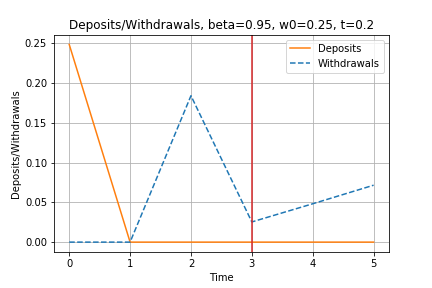 Deposits/Withdrawals, beta=0.95, w0=0.25, t=0.2
Deposits
Withdrawals
0.25
0.20
0.15
0.10
0.05
0.00
Deposits/Withdrawals
0 1 2 3 4 5
Time